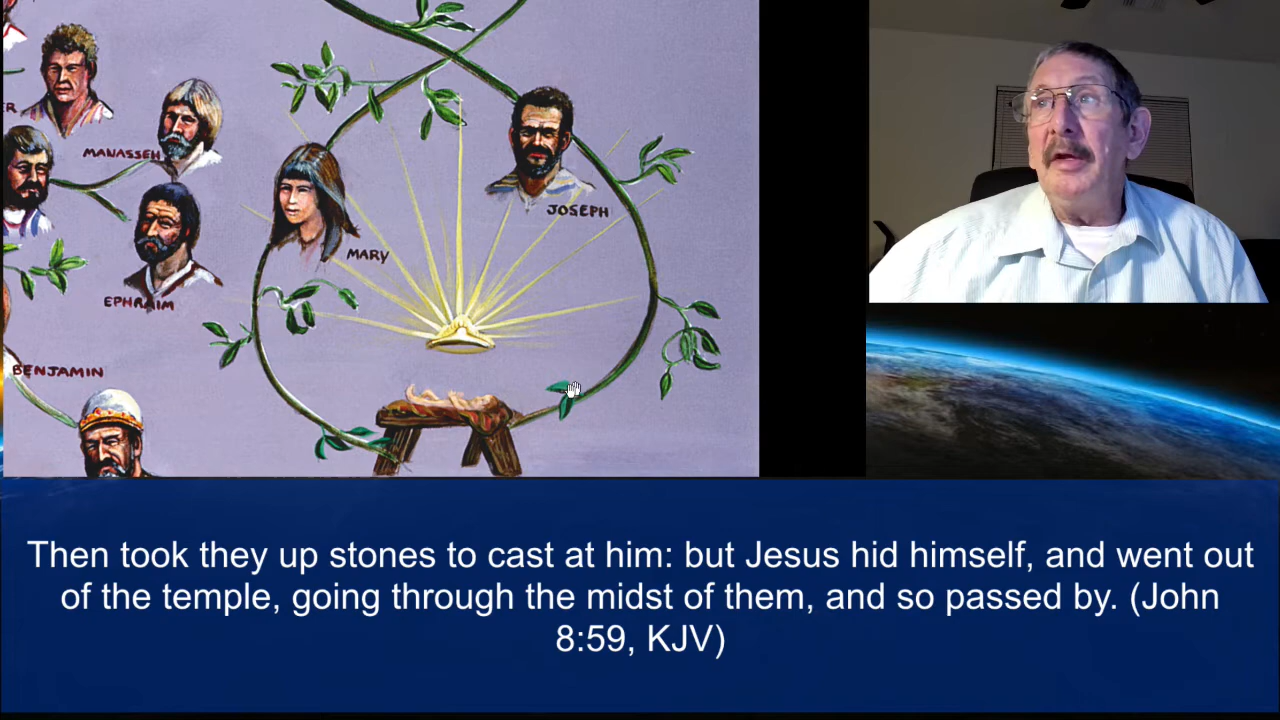 ER
MANASSEH
JOSEPH
MARY
EPHRAIM
BENJAMIN
Then took they up stones to cast at him: but Jesus hid himself, and went out
of the temple, going through the midst of them, and so passed by. (John
8:59, KJV)